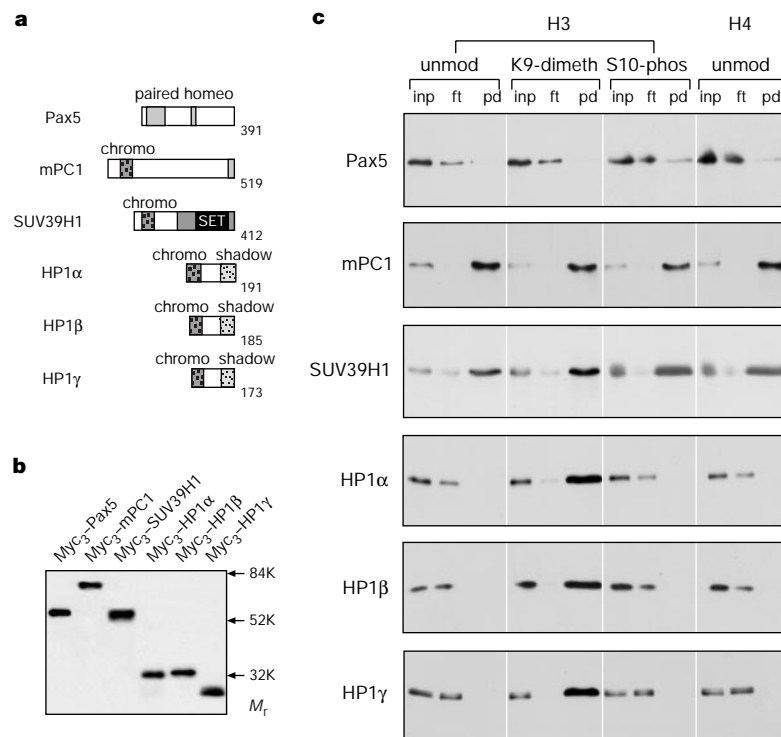 a
paired homeo
Pax5
391
chromo
mPC1
519
chromo
SUV39H1
SET
412
chromo shadow
HP1α
191
chromo shadow
HP1β
185
chromo shadow
HP1γ
173
b
Myc3–Pax5
Myc3–mPC1
Myc3–SUV39H1
Myc3–HP1α
Myc3–HP1β
Myc3–HP1γ
84K
52K
32K
Mr
c
H3 H4
unmod K9-dimeth S10-phos unmod
inp ft pd inp ft pd inp ft pd inp ft pd
Pax5
mPC1
SUV39H1
HP1α
HP1β
HP1γ